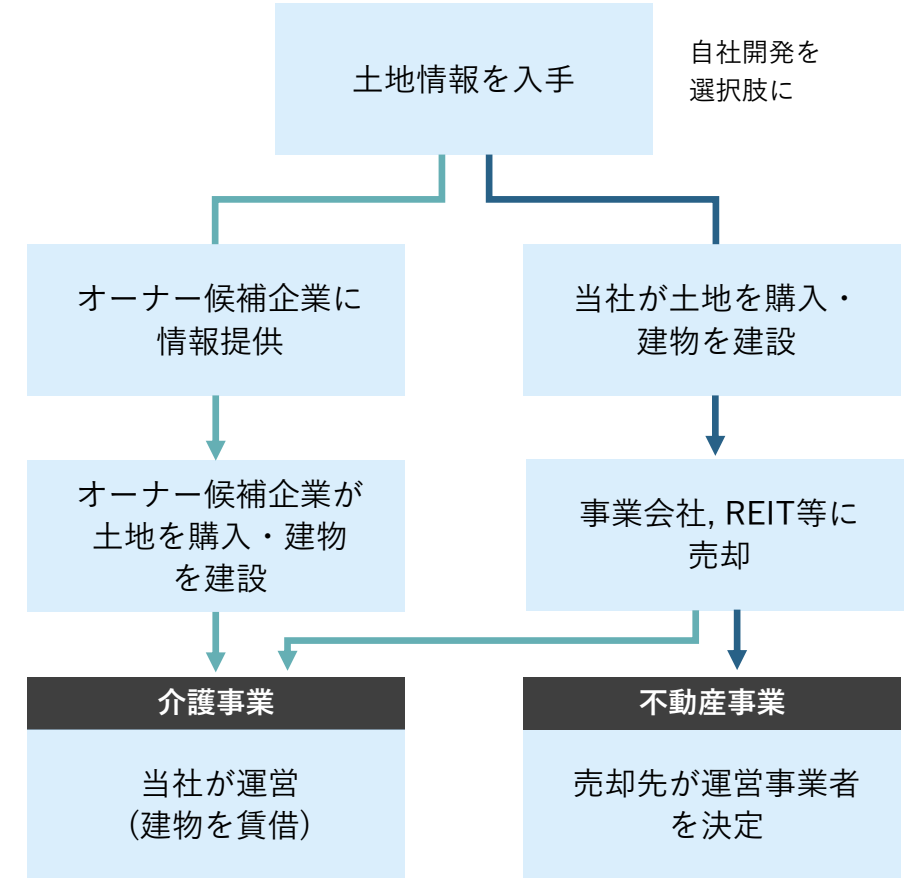 土地情報を入手
自社開発を
選択肢に
オーナー候補企業に
情報提供
当社が土地を購入・
建物を建設
オーナー候補企業が
土地を購入・建物
を建設
事業会社, REIT等に
売却
介護事業
当社が運営
(建物を賃借)
不動産事業
売却先が運営事業者
を決定